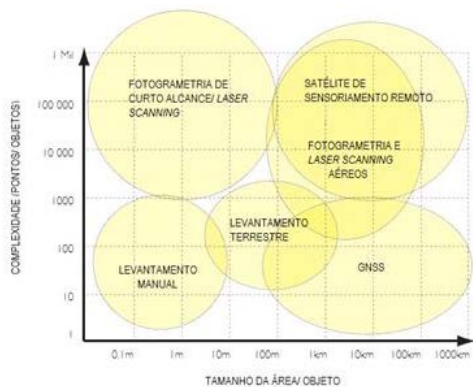 COMPLEXIDADE (PONTOS/ OBJETOS)
1 Mil
100 000
10 000
1000
100
10
1
FOTOGRAMETRIA DE
CURTO ALCANCE/ LASER
SCANNING
SATÉLITE DE
SENSORIAMENTO REMOTO
FOTOGRAMETRIA E
LASER SCANNING
AÉREOS
LEVANTAMENTO
TERRESTRE
LEVANTAMENTO
MANUAL
GNSS
0.1m 1m 10m 100m 1km 10km 100km 1000km
TAMANHO DA ÁREA/ OBJETO